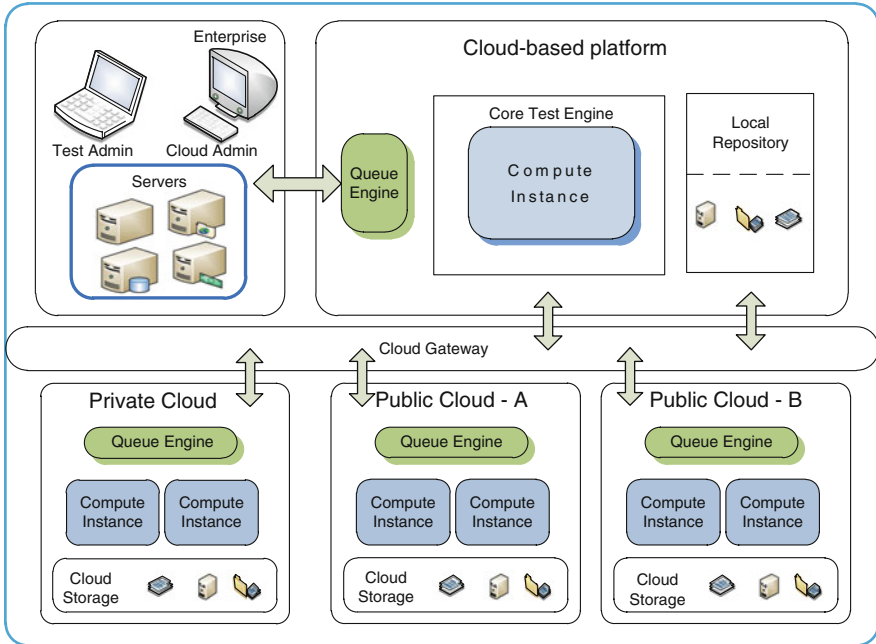 Enterprise
Test Admin
Cloud Admin
Servers
Cloud-based platform
Queue
Engine
Core Test Engine
Compute
Instance
Local
Repository
Cloud Gateway
Private Cloud
Queue Engine
Compute
Instance
Compute
Instance
Cloud
Storage
Public Cloud - A
Queue Engine
Compute
Instance
Compute
Instance
Cloud
Storage
Public Cloud - B
Queue Engine
Compute
Instance
Compute
Instance
Cloud
Storage